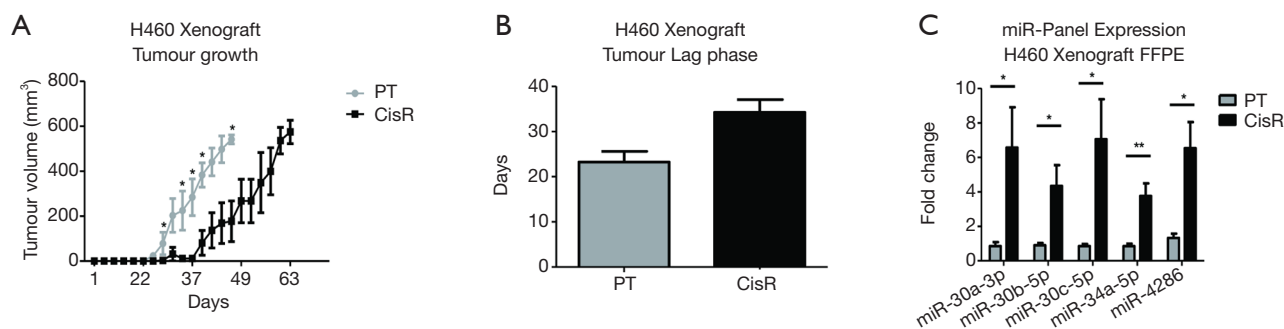 A
H460 Xenograft
Tumour growth
Tumour volume (mm³)
800
600
400
200
0
* * * * *
PT
CisR
1 22 37 49 63
Days
B
H460 Xenograft
Tumour Lag phase
Days
40
30
20
10
0
PT CisR
C
miR-Panel Expression
H460 Xenograft FFPE
Fold change
10
8
6
4
2
0
* * * ** *
PT
CisR
miR-30a-3p
miR-30b-5p
miR-30c-5p
miR-34a-5p
miR-4286